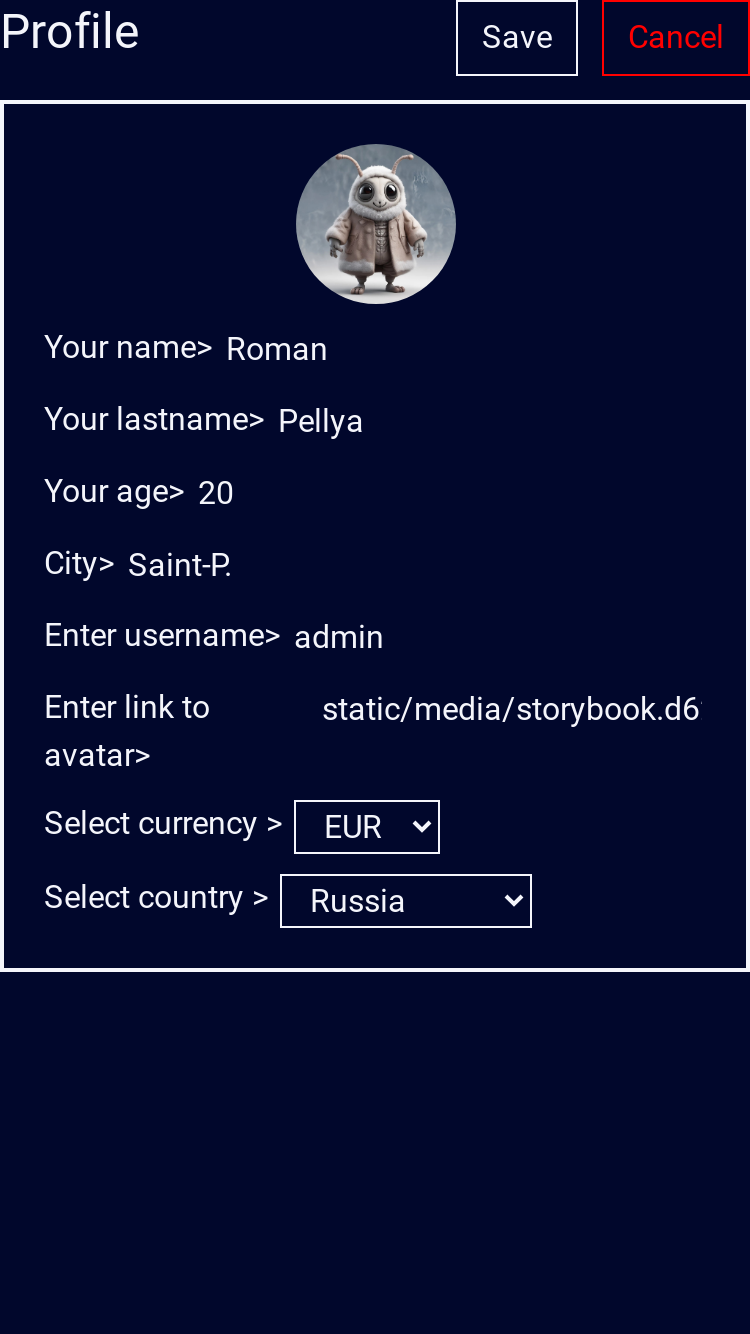 Profile
Save
Cancel
Your name> Roman
Your lastname> Pellya
Your age> 20
City> Saint-P.
Enter username> admin
Enter link to static/media/storybook.d6
avatar>
Select currency > EUR
Select country > Russia